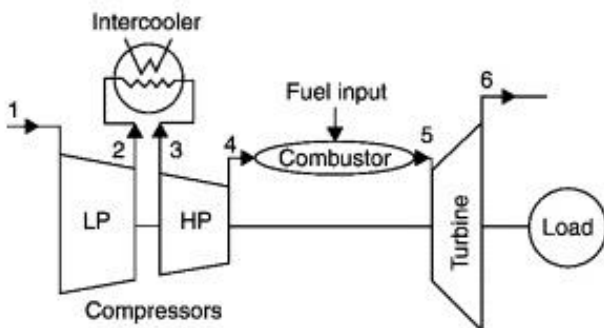 Intercooler
1
2
3
4
Fuel input
Combustor
5
6
LP
HP
Turbine
Load
Compressors